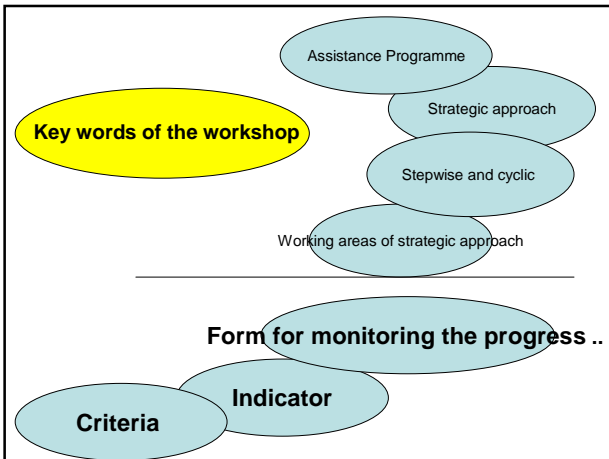 Assistance Programme
Strategic approach
Key words of the workshop
Stepwise and cyclic
Working areas of strategic approach
Form for monitoring the progress ..
Indicator
Criteria